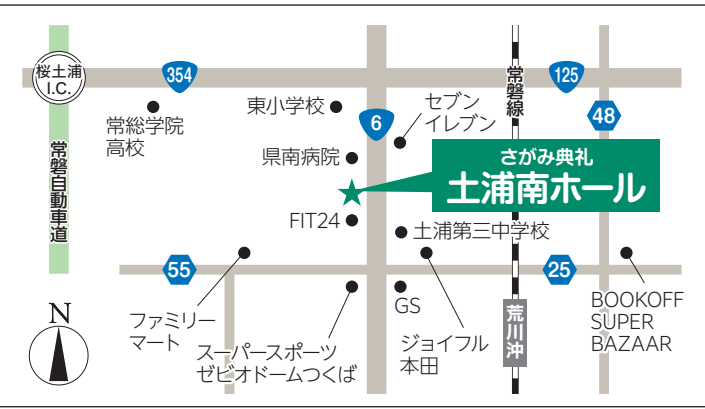 桜土浦
I.C.
354
125
常磐線
常総学院
高校
東小学校
6
セブン
イレブン
48
県南病院
さがみ典礼
土浦南ホール
常磐自動車道
FIT24
土浦第三中学校
55
25
N
ファミリー
マート
スーパースポーツ
ゼビオドームつくば
GS
ジョイフル
本田
荒川沖
BOOKOFF
SUPER
BAZAAR